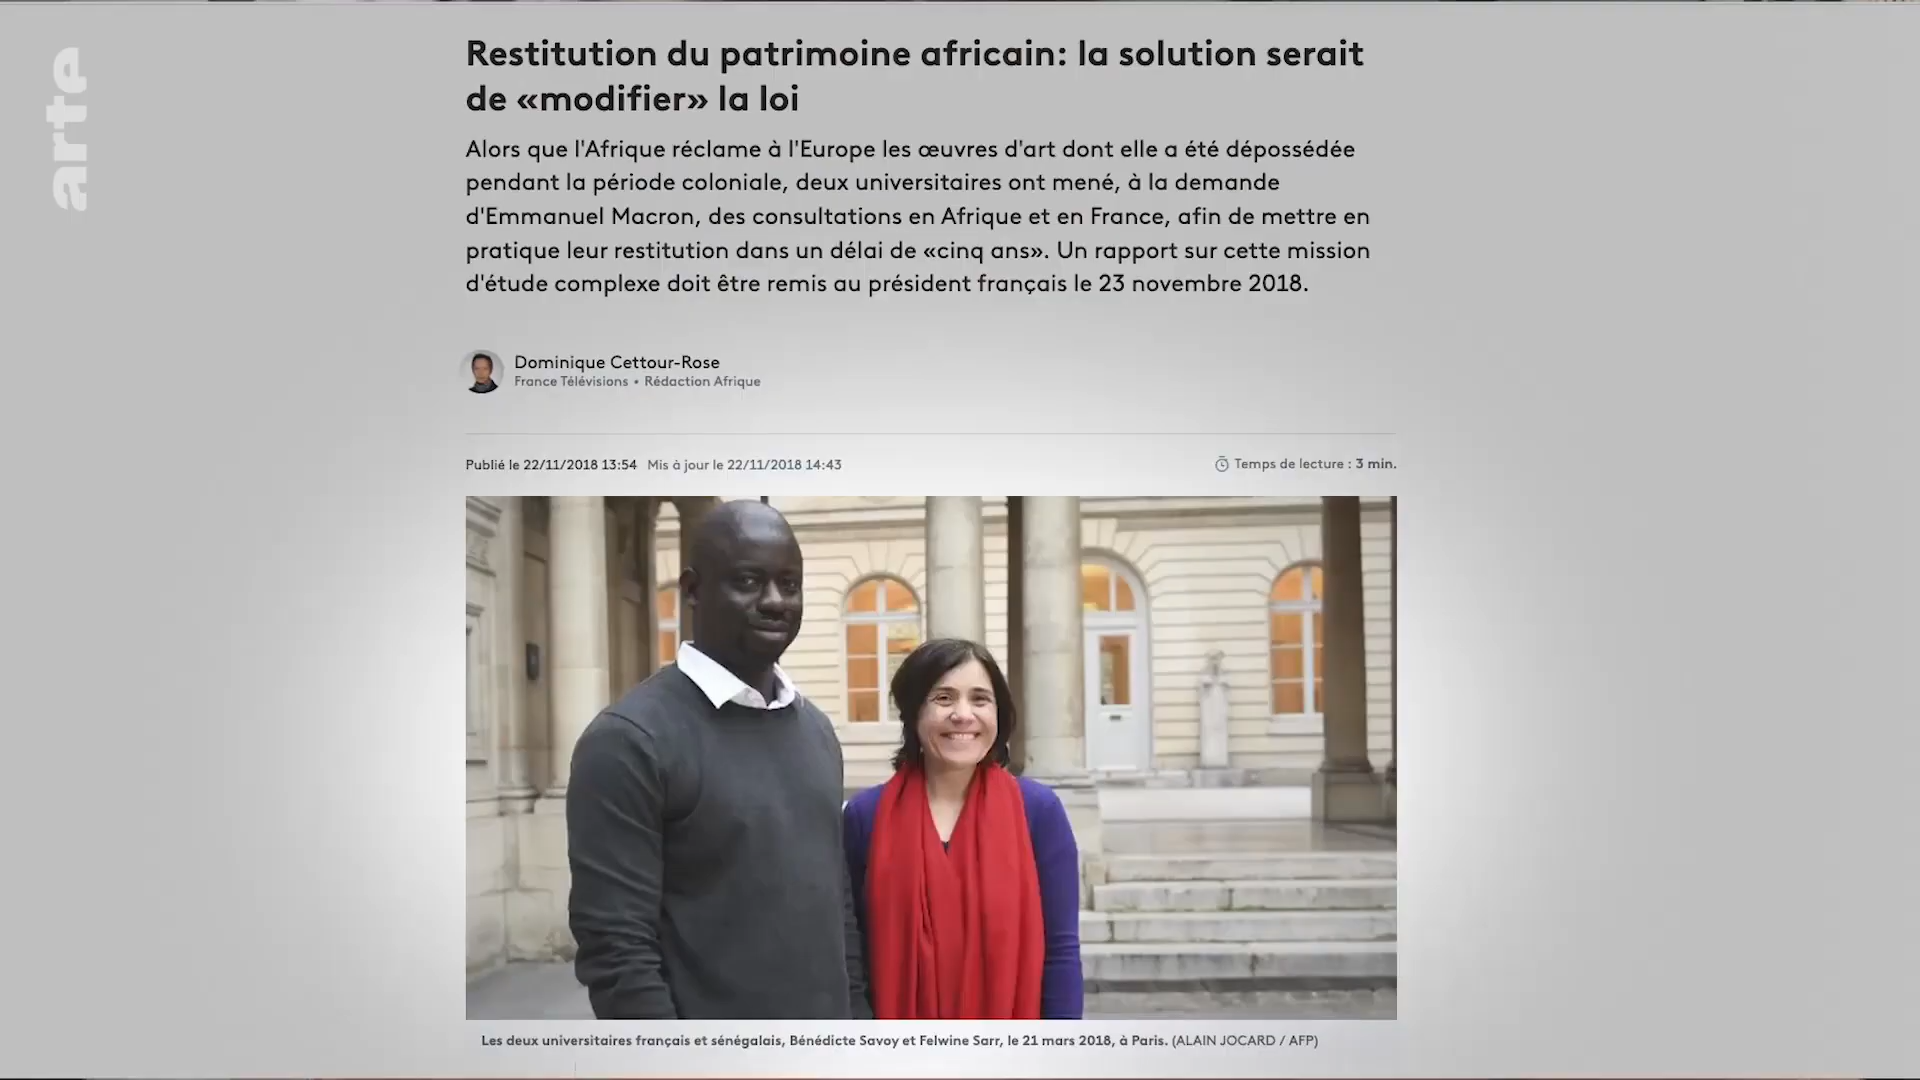 arte
Restitution du patrimoine africain: la solution serait
de «modifier» la loi
Alors que l'Afrique réclame à l'Europe les œuvres d'art dont elle a été dépossédée
pendant la période coloniale, deux universitaires ont mené, à la demande
d'Emmanuel Macron, des consultations en Afrique et en France, afin de mettre en
pratique leur restitution dans un délai de «cinq ans». Un rapport sur cette mission
d'étude complexe doit être remis au président français le 23 novembre 2018.
Dominique Cettour-Rose
France Télévisions • Rédaction Afrique
Publié le 22/11/2018 13:54 Mis à jour le 22/11/2018 14:43
Temps de lecture : 3 min.
Les deux universitaires français et sénégalais, Bénédicte Savoy et Felwine Sarr, le 21 mars 2018, à Paris. (ALAIN JOCARD / AFP)